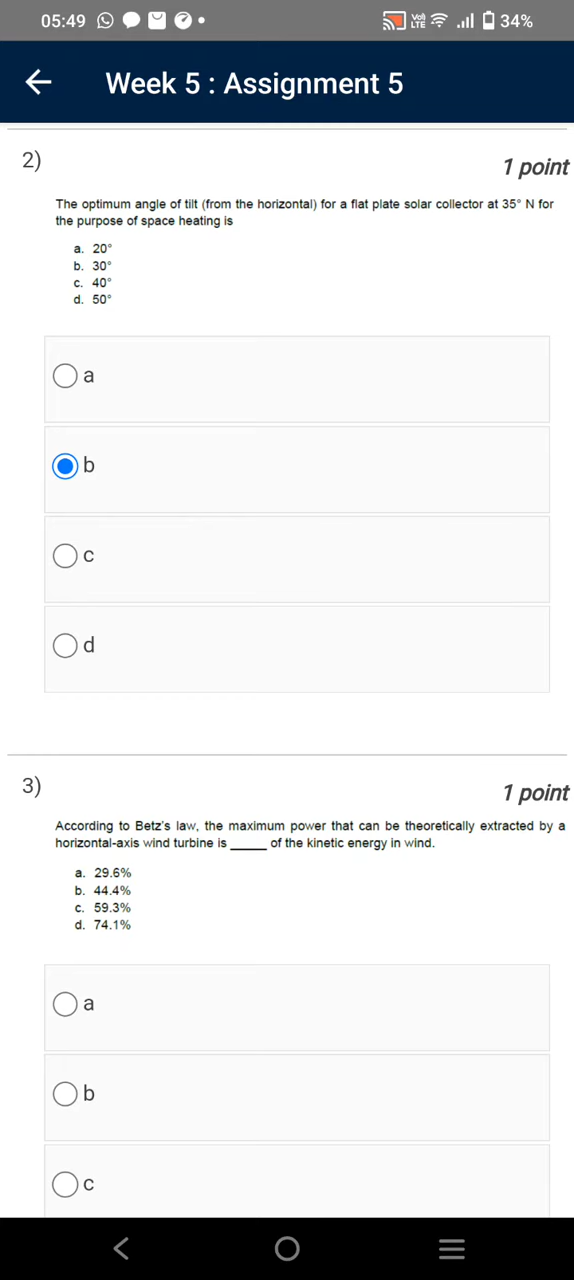 05:49
Vo)
LTE
34%
Week 5 : Assignment 5
2)
1 point
The optimum angle of tilt (from the horizontal) for a flat plate solar collector at 35° N for
the purpose of space heating is
a. 20°
b. 30°
c. 40°
d. 50°
a
b
c
d
3)
1 point
According to Betz's law, the maximum power that can be theoretically extracted by a
horizontal-axis wind turbine is _____ of the kinetic energy in wind.
a. 29.6%
b. 44.4%
c. 59.3%
d. 74.1%
a
b
c